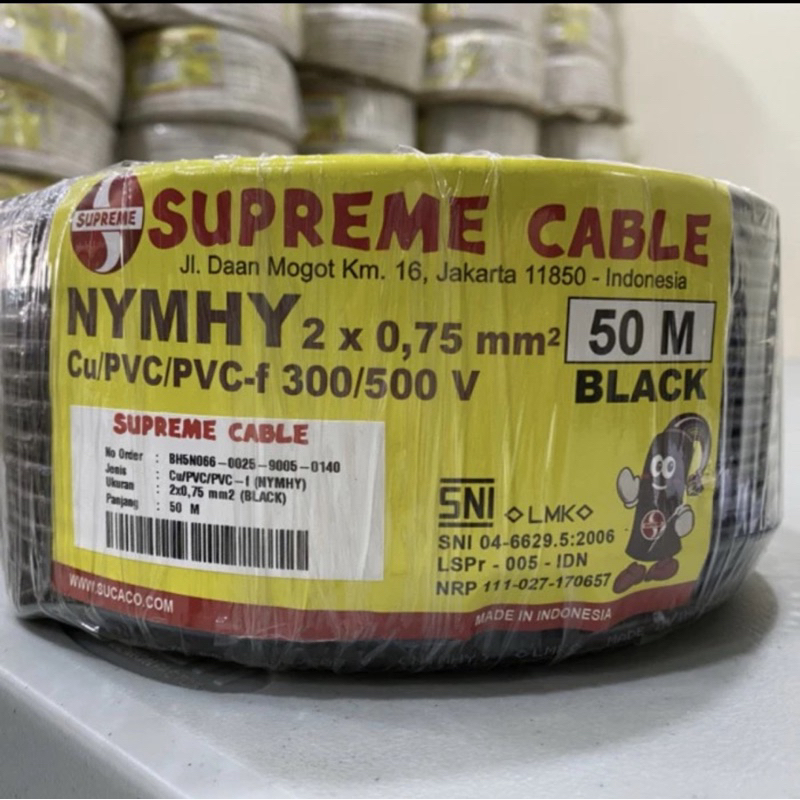 SUPREME
SUPREME CABLE
Jl. Daan Mogot Km. 16, Jakarta 11850 - Indonesia
NYMHY 2 x 0,75 mm² 50 M
Cu/PVC/PVC-f 300/500 V BLACK
SUPREME CABLE
No Order : BH5N066-0025-9005-0140
Jenis : Cu/PVC/PVC-f (NYMHY)
Ukuran : 2x0,75 mm2 (BLACK)
Panjang : 50 M
SNI LMK
SNI 04-6629.5:2006
LSPr - 005 - IDN
NRP 111-027-170657
WWW.SUCACO.COM
MADE IN INDONESIA
NYMHY LMK MADE